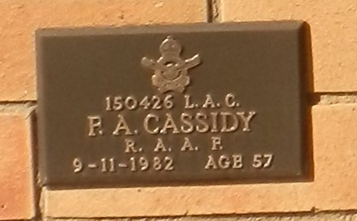 150426 L.A.C.
F. A. CASSIDY
R. A. A. F.
9-11-1982 AGE 57